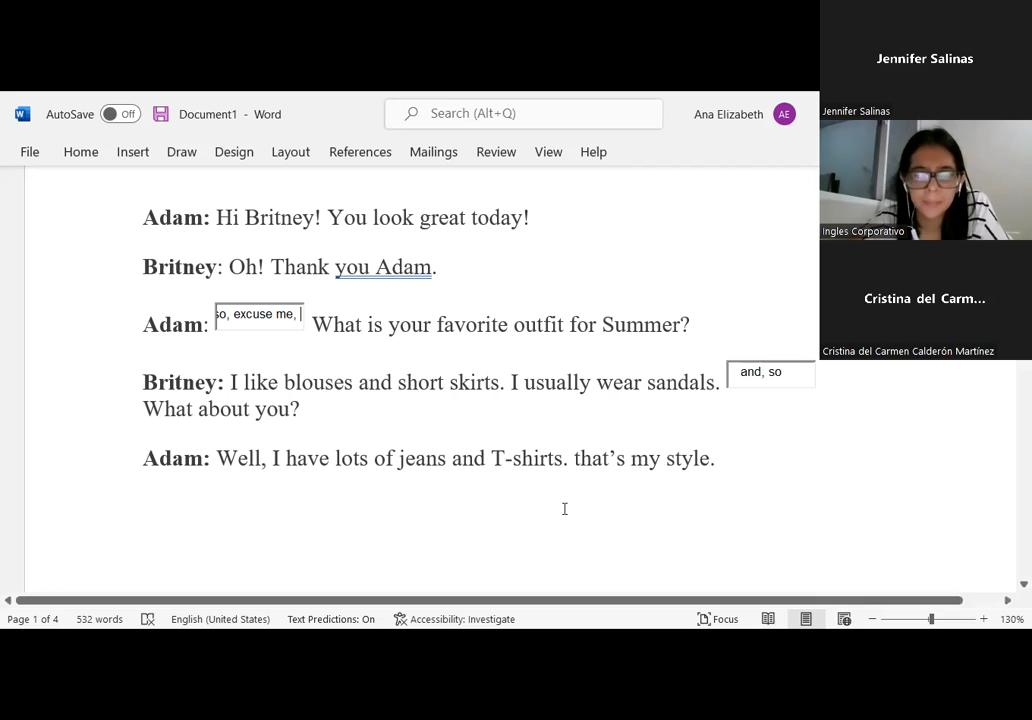 Jennifer Salinas
Jennifer Salinas
AutoSave Off Document1 - Word Search (Alt+Q) Ana Elizabeth AE
File Home Insert Draw Design Layout References Mailings Review View Help
Ingles Corporativo
Adam: Hi Britney! You look great today!
Britney: Oh! Thank you Adam.
Cristina del Carm...
Cristina del Carmen Calderón Martínez
Adam: so, excuse me, What is your favorite outfit for Summer?
Britney: I like blouses and short skirts. I usually wear sandals. and, so
What about you?
Adam: Well, I have lots of jeans and T-shirts. that's my style.
Page 1 of 4 532 words English (United States) Text Predictions: On Accessibility: Investigate Focus 130%